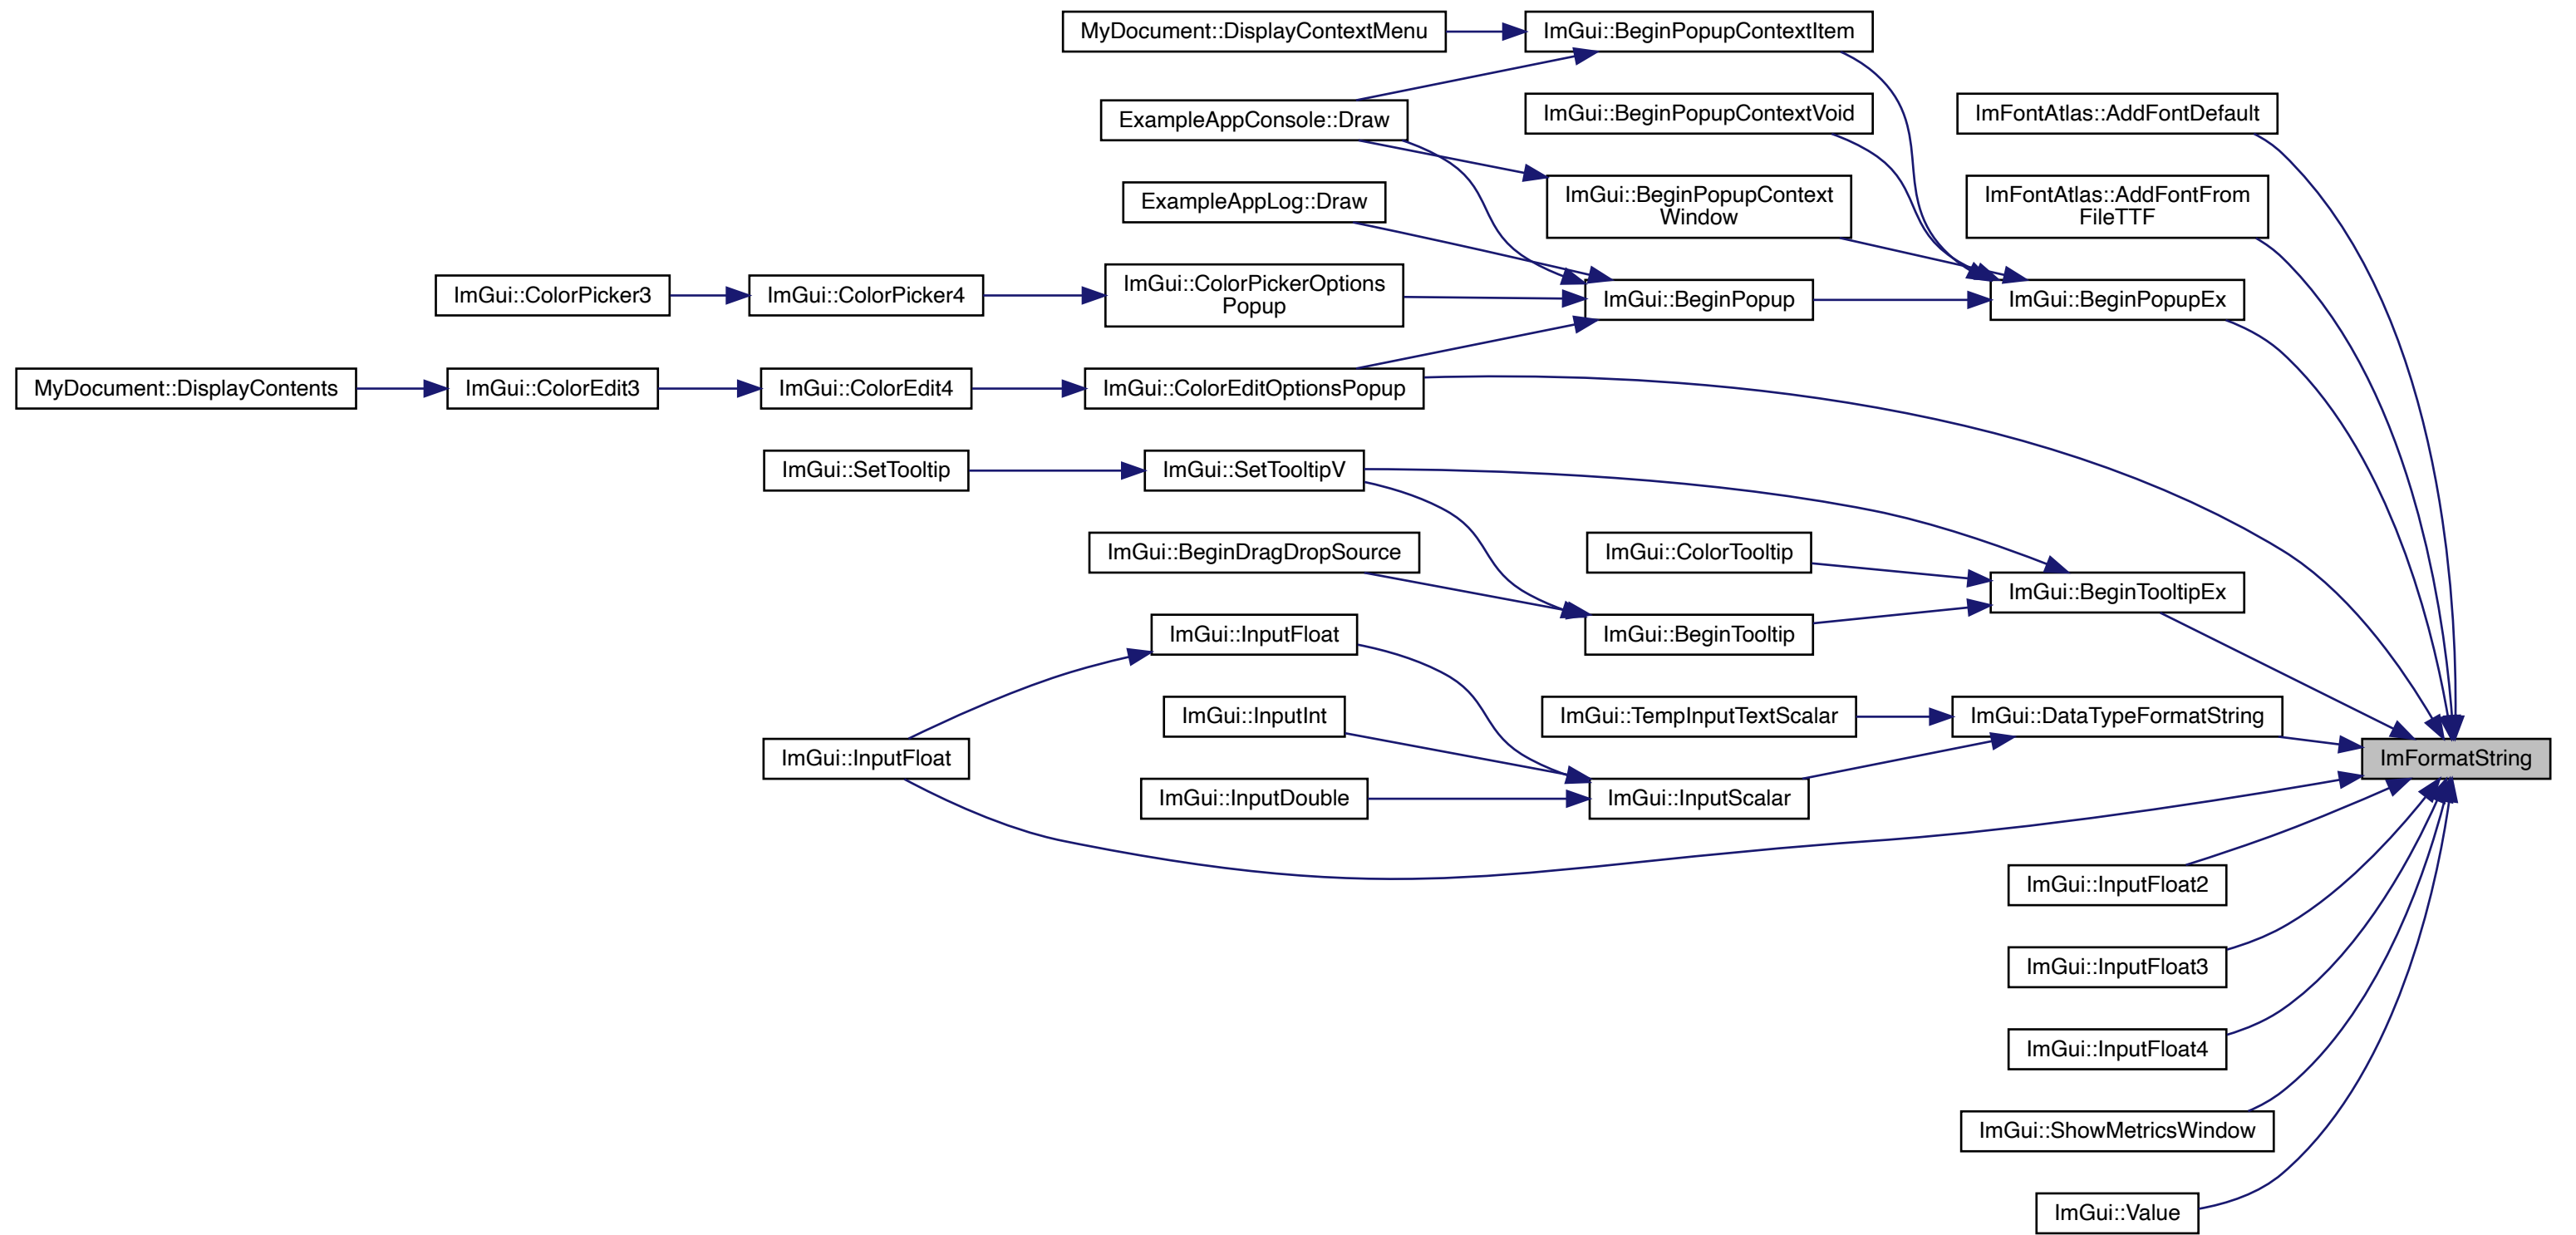 MyDocument::DisplayContextMenu
ImGui::BeginPopupContextItem
ExampleAppConsole::Draw
ImGui::BeginPopupContextVoid
ImFontAtlas::AddFontDefault
ExampleAppLog::Draw
ImGui::BeginPopupContext
Window
ImFontAtlas::AddFontFrom
FileTTF
ImGui::ColorPicker3
ImGui::ColorPicker4
ImGui::ColorPickerOptions
Popup
ImGui::BeginPopup
ImGui::BeginPopupEx
MyDocument::DisplayContents
ImGui::ColorEdit3
ImGui::ColorEdit4
ImGui::ColorEditOptionsPopup
ImGui::SetTooltip
ImGui::SetTooltipV
ImGui::BeginDragDropSource
ImGui::ColorTooltip
ImGui::BeginTooltipEx
ImGui::InputFloat
ImGui::BeginTooltip
ImGui::InputInt
ImGui::TempInputTextScalar
ImGui::DataTypeFormatString
ImGui::InputFloat
ImFormatString
ImGui::InputDouble
ImGui::InputScalar
ImGui::InputFloat2
ImGui::InputFloat3
ImGui::InputFloat4
ImGui::ShowMetricsWindow
ImGui::Value